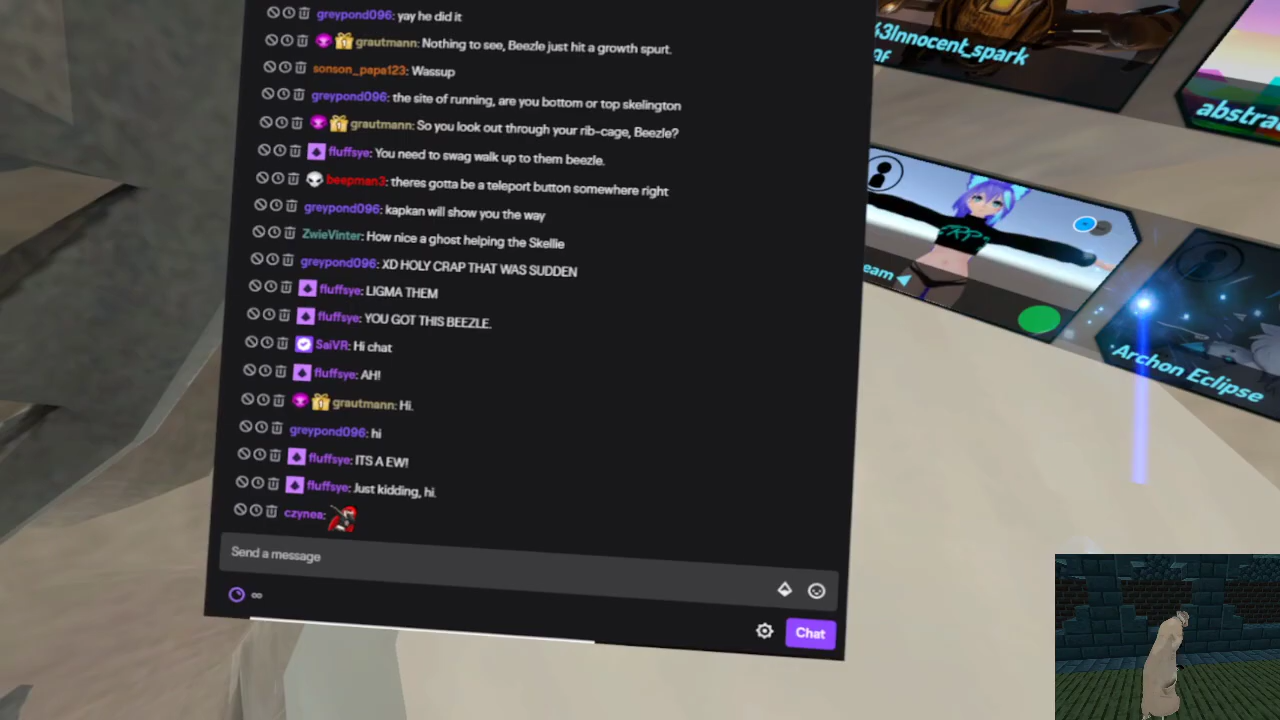 greypond096: yay he did it
grautmann: Nothing to see, Beezle just hit a growth spurt.
sonson_papa123: Wassup
greypond096: the site of running, are you bottom or top skelington
grautmann: So you look out through your rib-cage, Beezle?
fluffsye: You need to swag walk up to them beezle.
beepman3: theres gotta be a teleport button somewhere right
greypond096: kapkan will show you the way
ZwieVinter: How nice a ghost helping the Skellie
greypond096: XD HOLY CRAP THAT WAS SUDDEN
fluffsye: LIGMA THEM
fluffsye: YOU GOT THIS BEEZLE.
SaiVR: Hi chat
fluffsye: AH!
grautmann: Hi.
greypond096: hi
fluffsye: ITS A EW!
fluffsye: Just kidding, hi.
czynea:
Send a message
∞
Chat
63Innocent_spark
9f
abstra
eam
Archon Eclipse